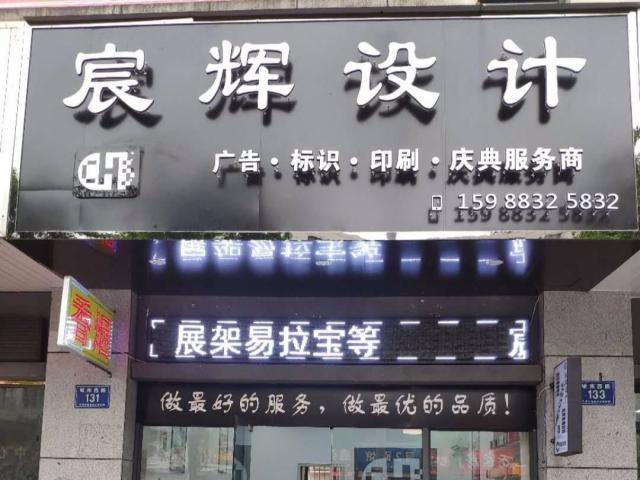 宸辉设计
广告·标识·印刷·庆典服务商
159 8832 5832
展架易拉宝等
做最好的服务，做最优的品质！
131
133